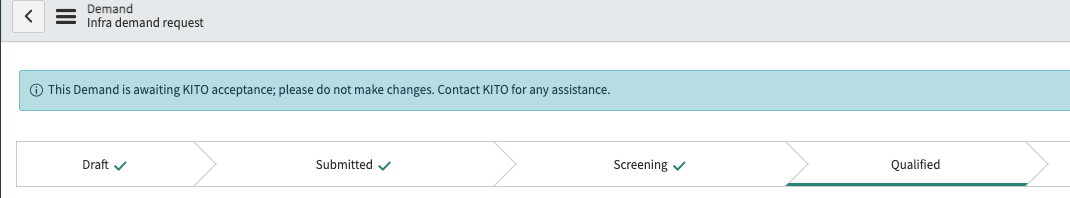 Demand
Infra demand request
This Demand is awaiting KITO acceptance; please do not make changes. Contact KITO for any assistance.
Draft
Submitted
Screening
Qualified